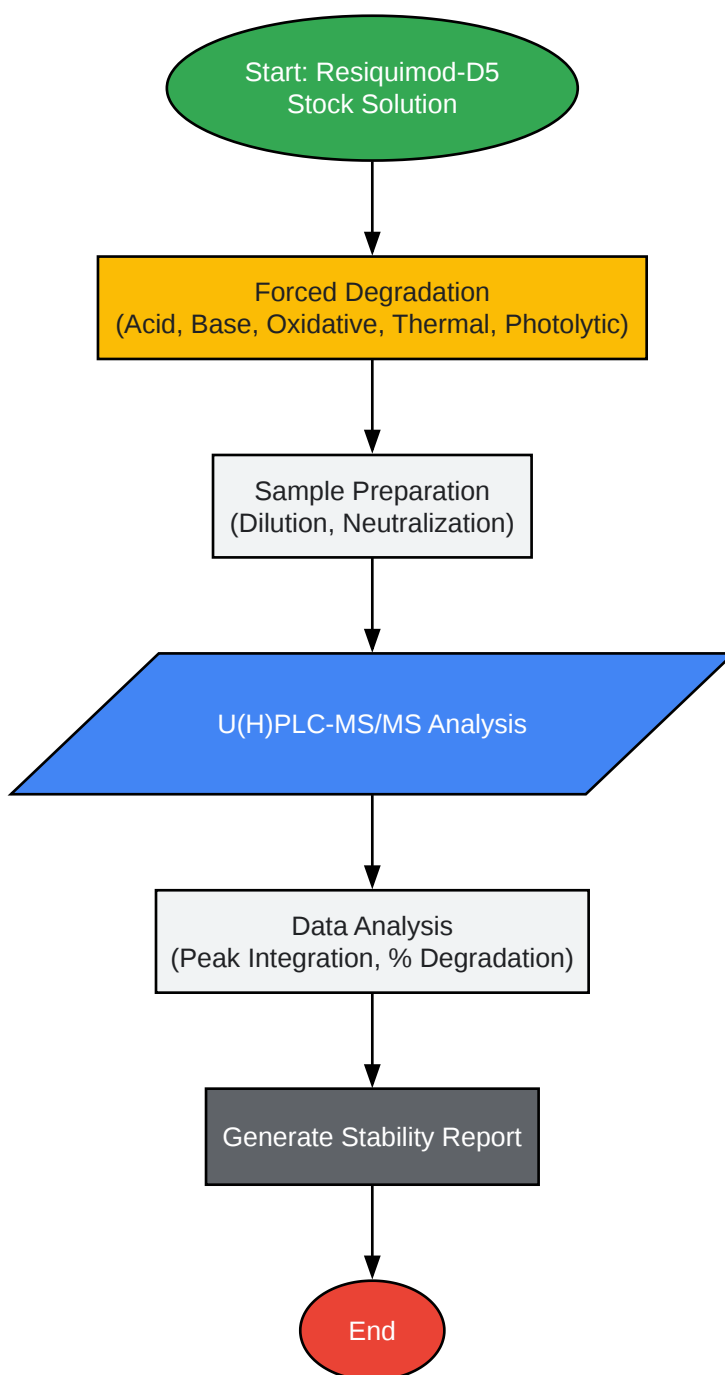 Start: Resiquimod-D5
Stock Solution
Forced Degradation
(Acid, Base, Oxidative, Thermal, Photolytic)
Sample Preparation
(Dilution, Neutralization)
U(H)PLC-MS/MS Analysis
Data Analysis
(Peak Integration, % Degradation)
Generate Stability Report
End